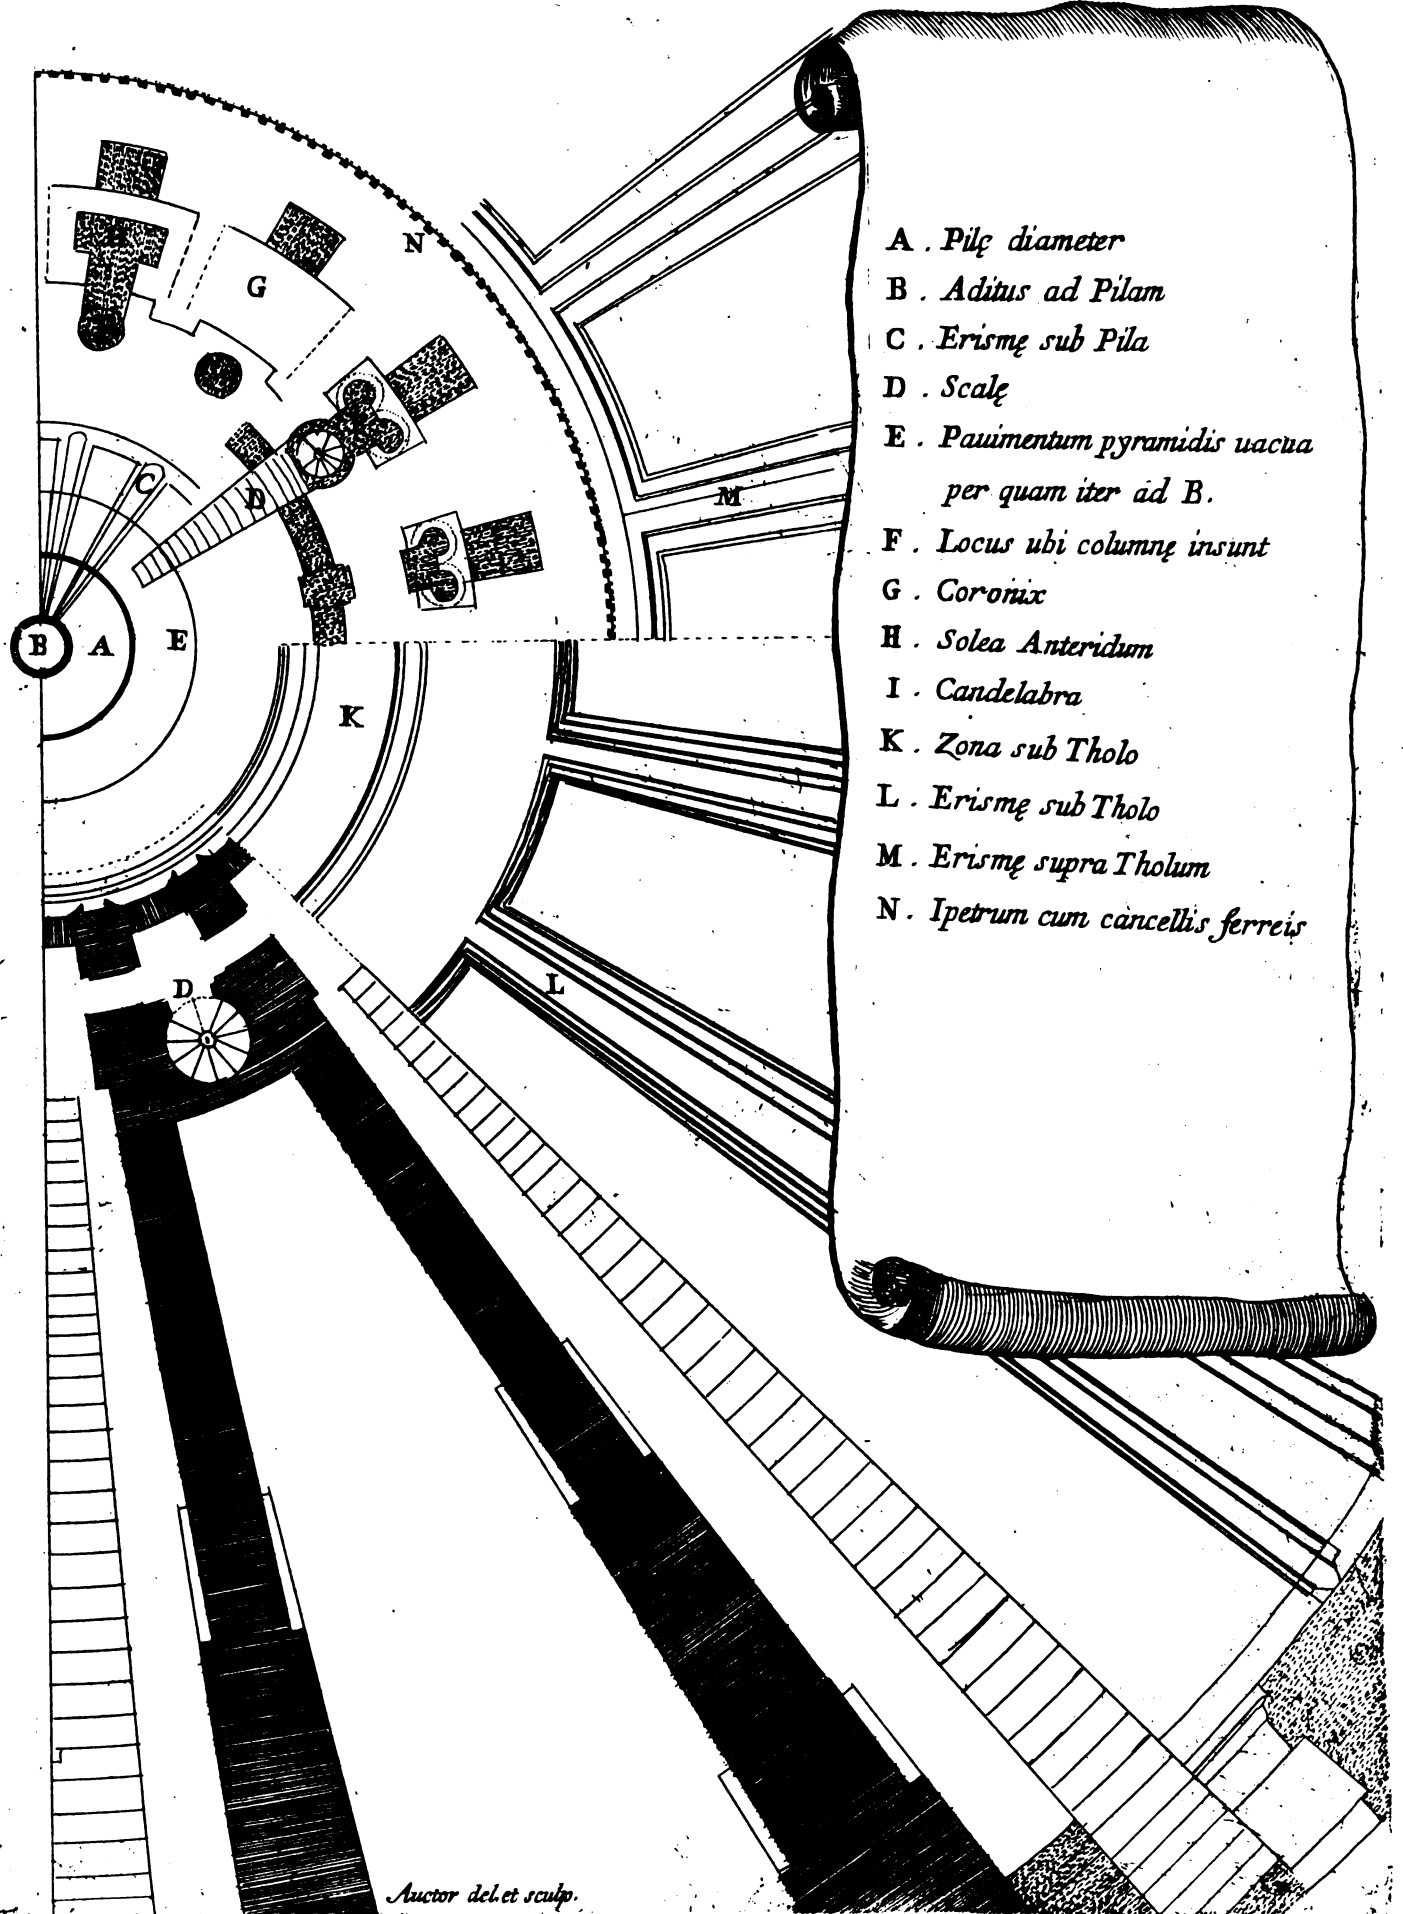 N
H
G
C
D
M
B A E
K
D
L
A . Pilę diameter
B . Aditus ad Pilam
C . Erismę sub Pila
D . Scalę
E . Pauimentum pyramidis uacua
per quam iter ad B.
F . Locus ubi columnę insunt
G . Coronix
H . Solea Anteridum
I . Candelabra
K . Zona sub Tholo
L . Erismę sub Tholo
M . Erismę supra Tholum
N . Ipetrum cum cancellis ferreis
Auctor del. et sculp.